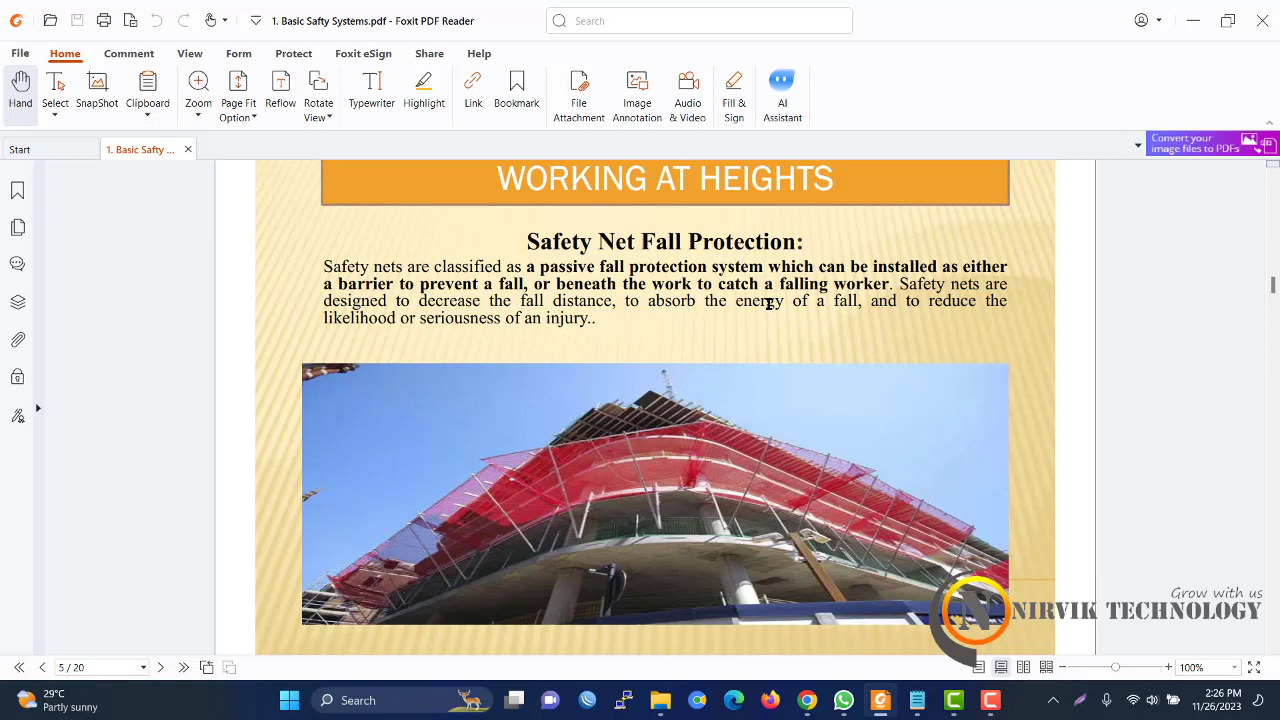 1. Basic Safty Systems.pdf - Foxit PDF Reader
Search
File Home Comment View Form Protect Foxit eSign Share Help
Hand Select SnapShot Clipboard Zoom Page Fit Option Reflow Rotate View Typewriter Highlight Link Bookmark File Attachment Image Annotation Audio & Video Fill & Sign AI Assistant
Start
1. Basic Safty ...
Convert your
image files to PDFs
WORKING AT HEIGHTS
Safety Net Fall Protection:
Safety nets are classified as a passive fall protection system which can be installed as either
a barrier to prevent a fall, or beneath the work to catch a falling worker. Safety nets are
designed to decrease the fall distance, to absorb the energy of a fall, and to reduce the
likelihood or seriousness of an injury..
Grow with us
N NIRVIK TECHNOLOGY
5 / 20
100%
29°C
Partly sunny
Search
2:26 PM
11/26/2023